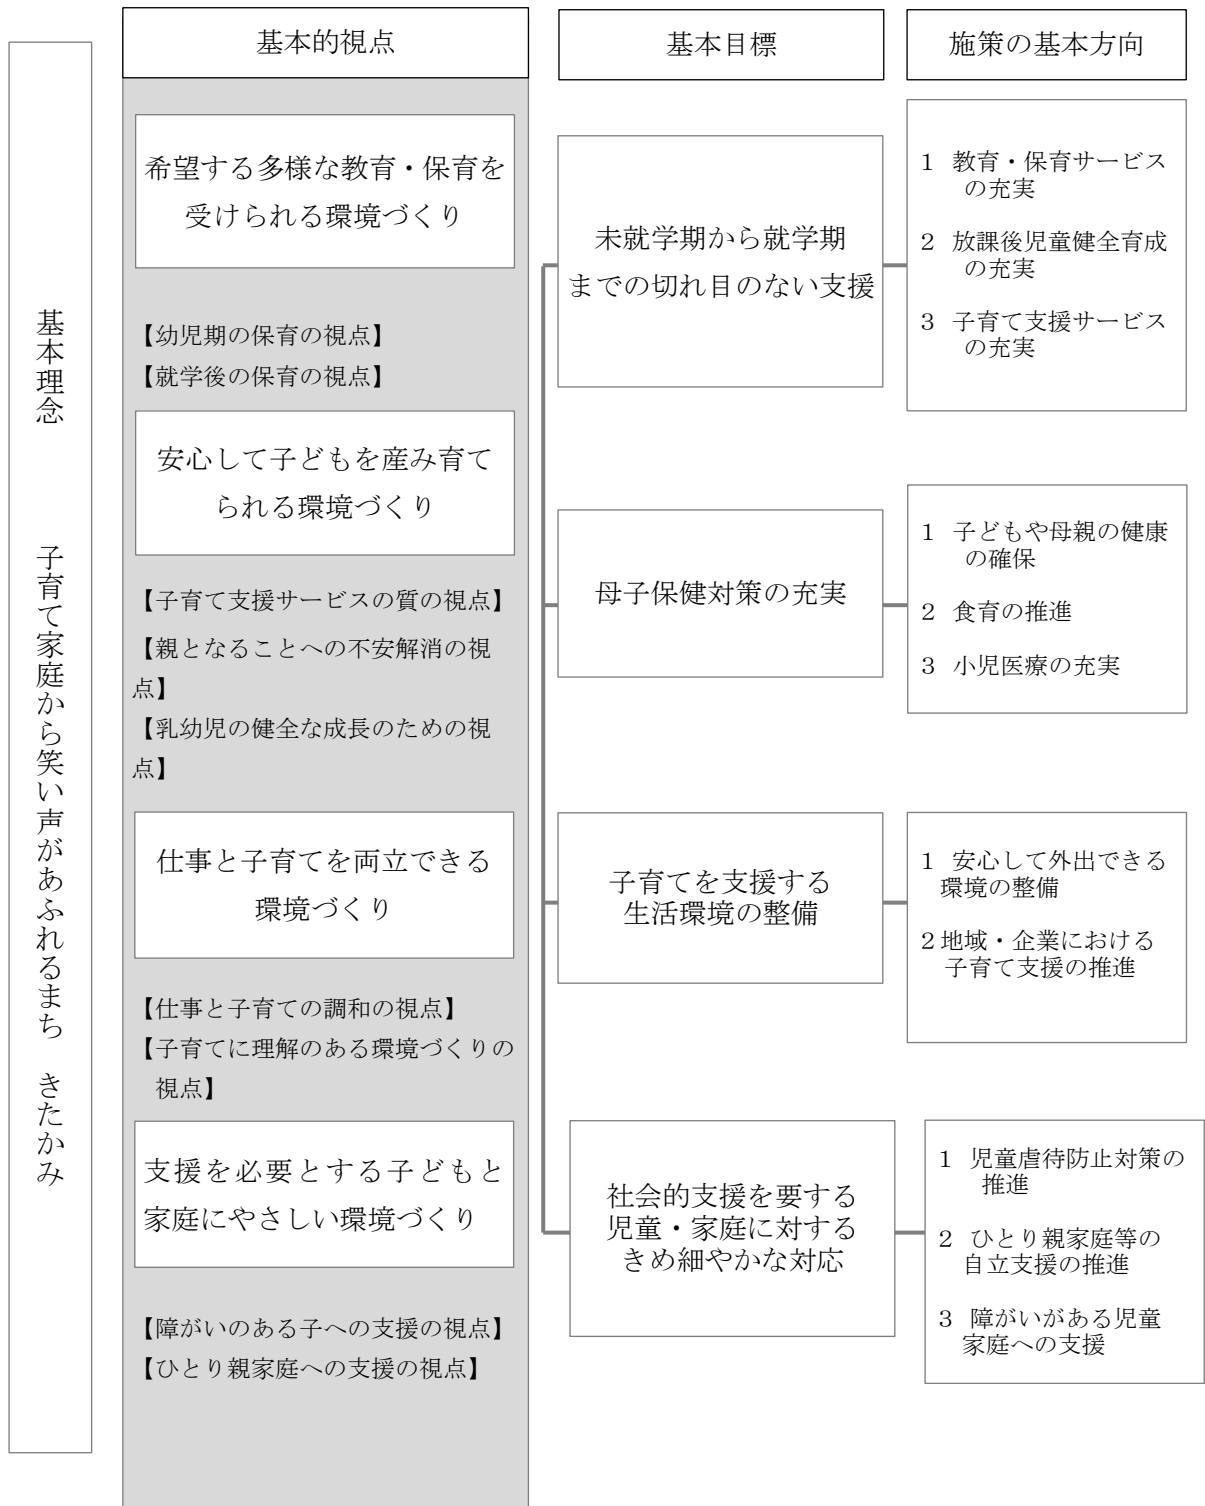 基本理念　子育て家庭から笑い声があふれるまち　きたかみ
基本的視点
希望する多様な教育・保育を
受けられる環境づくり
【幼児期の保育の視点】
【就学後の保育の視点】
安心して子どもを産み育て
られる環境づくり
【子育て支援サービスの質の視点】
【親となることへの不安解消の視
点】
【乳幼児の健全な成長のための視
点】
仕事と子育てを両立できる
環境づくり
【仕事と子育ての調和の視点】
【子育てに理解のある環境づくりの
視点】
支援を必要とする子どもと
家庭にやさしい環境づくり
【障がいのある子への支援の視点】
【ひとり親家庭への支援の視点】
基本目標
未就学期から就学期
までの切れ目のない支援
母子保健対策の充実
子育てを支援する
生活環境の整備
社会的支援を要する
児童・家庭に対する
きめ細やかな対応
施策の基本方向
１ 教育・保育サービス
の充実
２ 放課後児童健全育成
の充実
３ 子育て支援サービス
の充実
１ 子どもや母親の健康
の確保
２ 食育の推進
３ 小児医療の充実
１ 安心して外出できる
環境の整備
２地域・企業における
子育て支援の推進
１ 児童虐待防止対策の
推進
２ ひとり親家庭等の
自立支援の推進
３ 障がいがある児童
家庭への支援